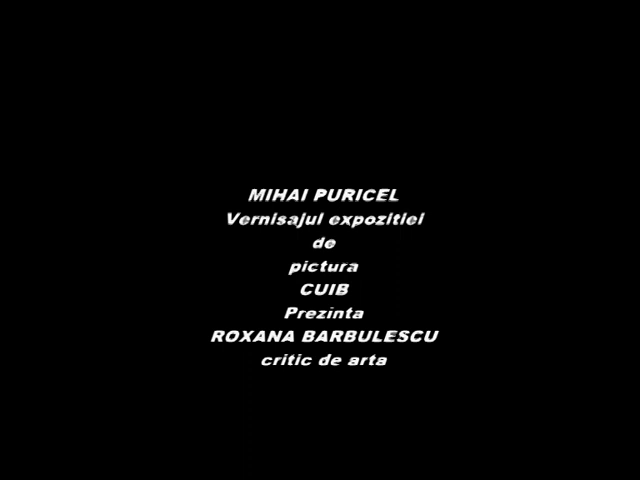 MIHAI PURICEL
Vernisajul expozitiei
de
pictura
CUIB
Prezinta
ROXANA BARBULESCU
critic de arta